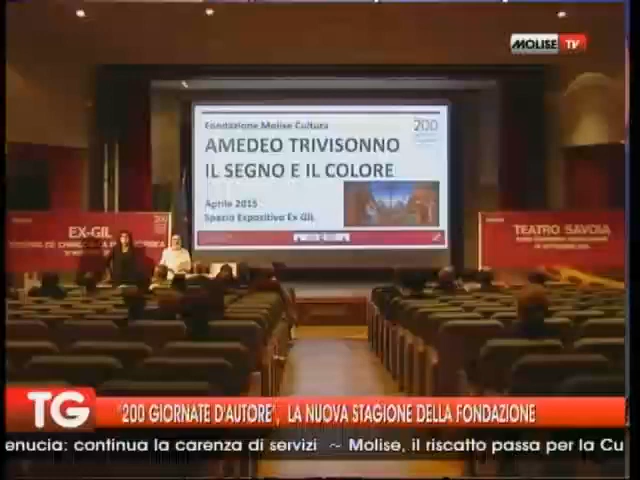 MOLISE TV
Fondazione Molise Cultura
200
AMEDEO TRIVISONNO
IL SEGNO E IL COLORE
Aprile 2015
Spazio Espositivo Ex GIL
EX-GIL
TEATRO SAVOIA
TG "200 GIORNATE D'AUTORE", LA NUOVA STAGIONE DELLA FONDAZIONE
enucia: continua la carenza di servizi ~ Molise, il riscatto passa per la Cu